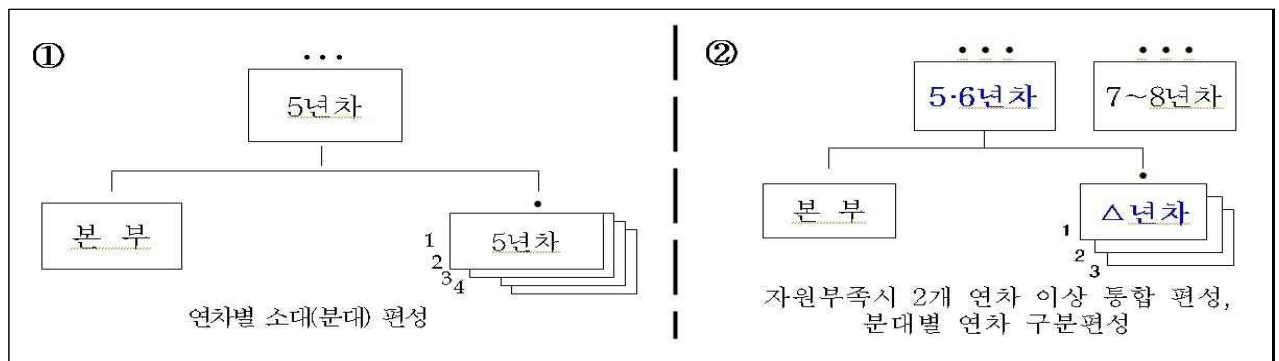 ①
• • •
5년차
본 부
•
1
2
3
4
5년차
연차별 소대(분대) 편성
②
• • •
5·6년차
• • •
7~8년차
본 부
•
△년차
1
2
3
자원부족시 2개 연차 이상 통합 편성,
분대별 연차 구분편성